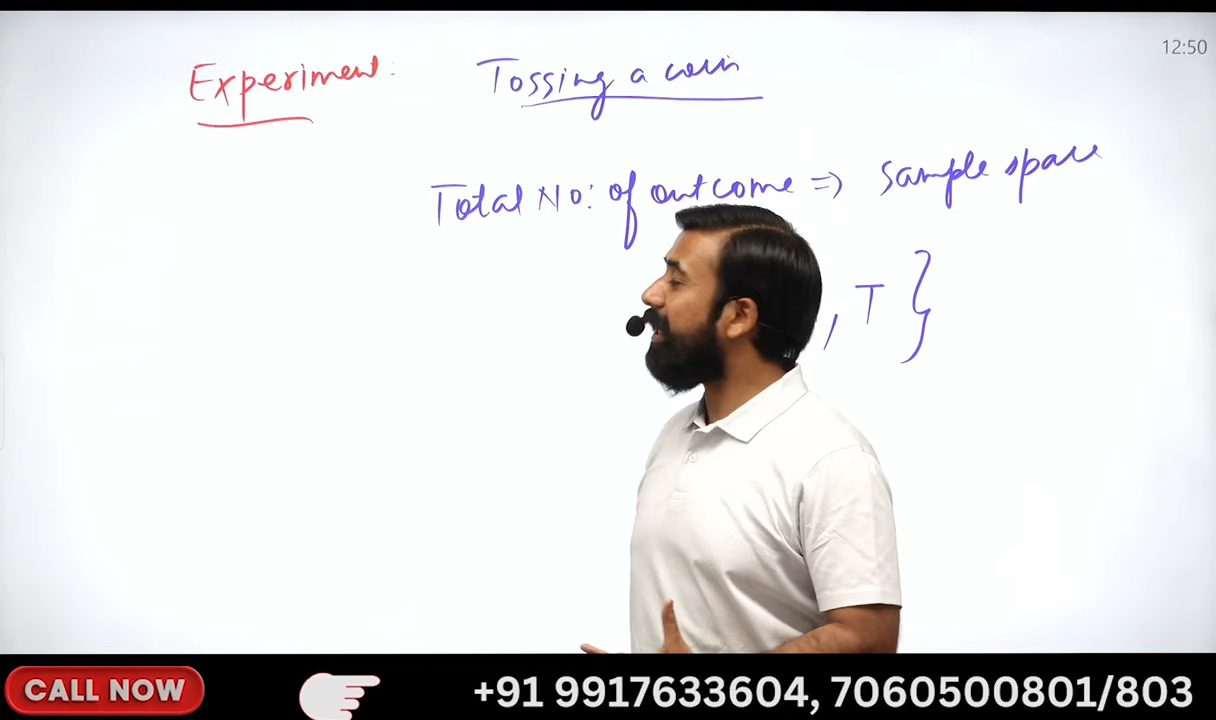 12:50
Experiment: Tossing a coin
Total No: of outcome => Sample space
, T }
CALL NOW +91 9917633604, 7060500801/803